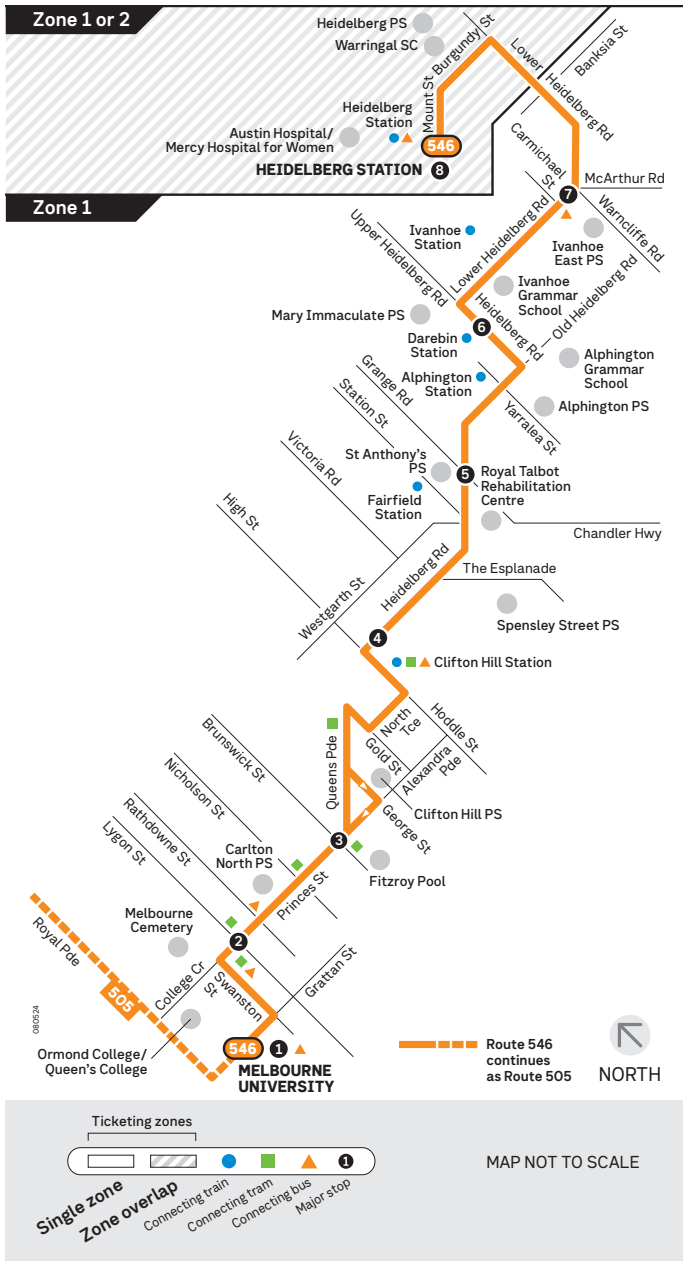 Zone 1 or 2
Heidelberg PS
Warringal SC
Burgundy St
Lower
Heidelberg Rd
Banksia St
Mount St
Heidelberg
Station
Austin Hospital/
Mercy Hospital for Women
546
HEIDELBERG STATION 8
Carmichael
St
McArthur Rd
7
Zone 1
Warncliffe Rd
Ivanhoe
Station
Upper Heidelberg Rd
Lower Heidelberg Rd
Ivanhoe
East PS
Ivanhoe
Grammar
School
Old Heidelberg Rd
Mary Immaculate PS
6
Heidelberg Rd
Darebin
Station
Alphington
Grammar
School
Grange Rd
Alphington
Station
Station St
Yarralea St
Alphington PS
Victoria Rd
St Anthony's
PS
5
Royal Talbot
Rehabilitation
Centre
Fairfield
Station
High St
Chandler Hwy
Heidelberg Rd
The Esplanade
Westgarth St
Spensley Street PS
4
Clifton Hill Station
North
Tce
Hoddle St
Brunswick St
Queens Pde
Gold St
Alexandra
Pde
Nicholson St
Clifton Hill PS
George St
Rathdowne St
Lygon St
3
Carlton
North PS
Fitzroy Pool
Princes St
Melbourne
Cemetery
2
Royal Pde
505
College Cr
Swanston
St
Grattan St
080524
Ormond College/
Queen's College
546 1
MELBOURNE
UNIVERSITY
Route 546
continues
as Route 505
NORTH
Ticketing zones
1
Single zone
Zone overlap
Connecting train
Connecting tram
Connecting bus
Major stop
MAP NOT TO SCALE